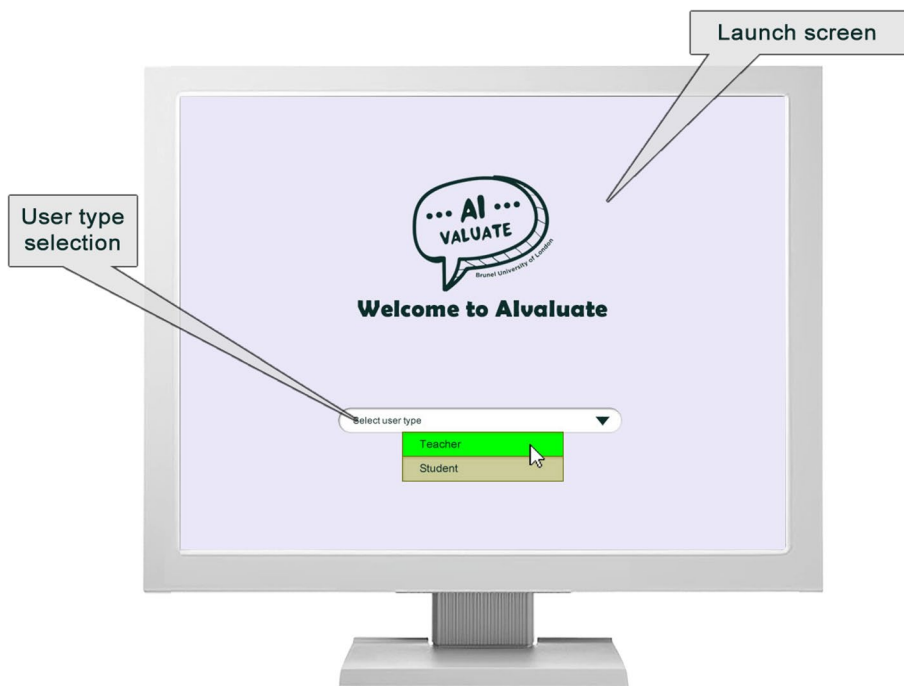 Launch screen
User type
selection
••• AI •••
VALUATE
Brunel University of London
Welcome to AIvaluate
Select user type
Teacher
Student